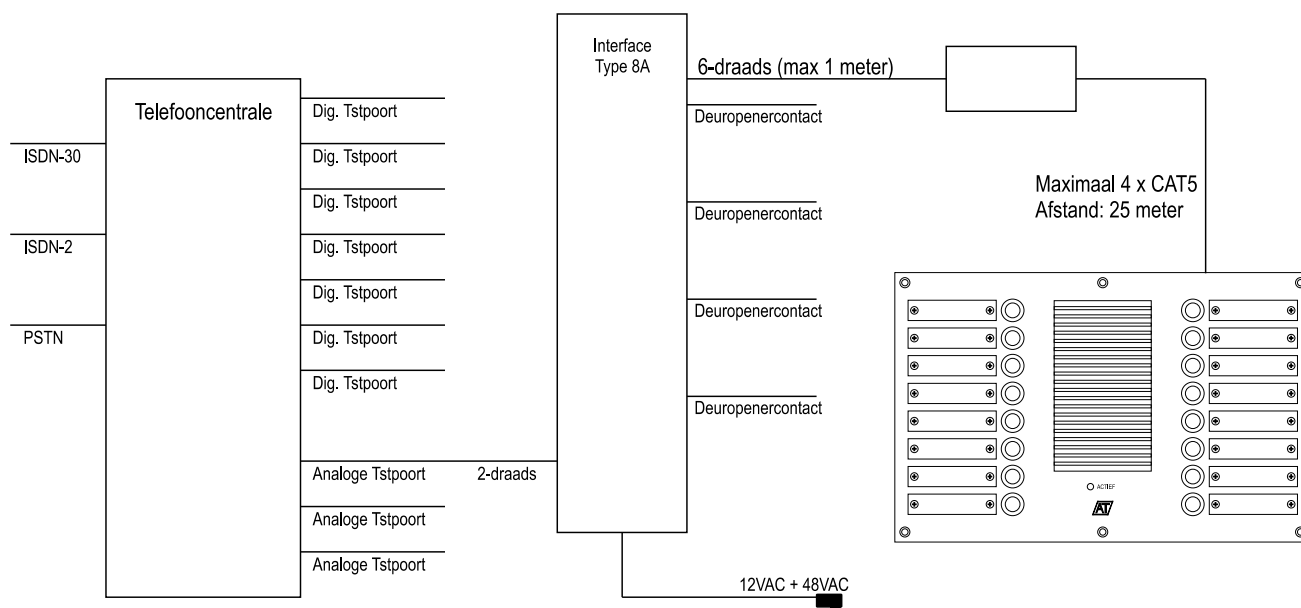 Interface
Type 8A
6-draads (max 1 meter)
Telefooncentrale
ISDN-30
ISDN-2
PSTN
Dig. Tstpoort
Dig. Tstpoort
Dig. Tstpoort
Dig. Tstpoort
Dig. Tstpoort
Dig. Tstpoort
Dig. Tstpoort
Analoge Tstpoort
2-draads
Analoge Tstpoort
Analoge Tstpoort
Deuropenercontact
Deuropenercontact
Deuropenercontact
Deuropenercontact
12VAC + 48VAC
Maximaal 4 x CAT5
Afstand: 25 meter
ACTIEF
AT